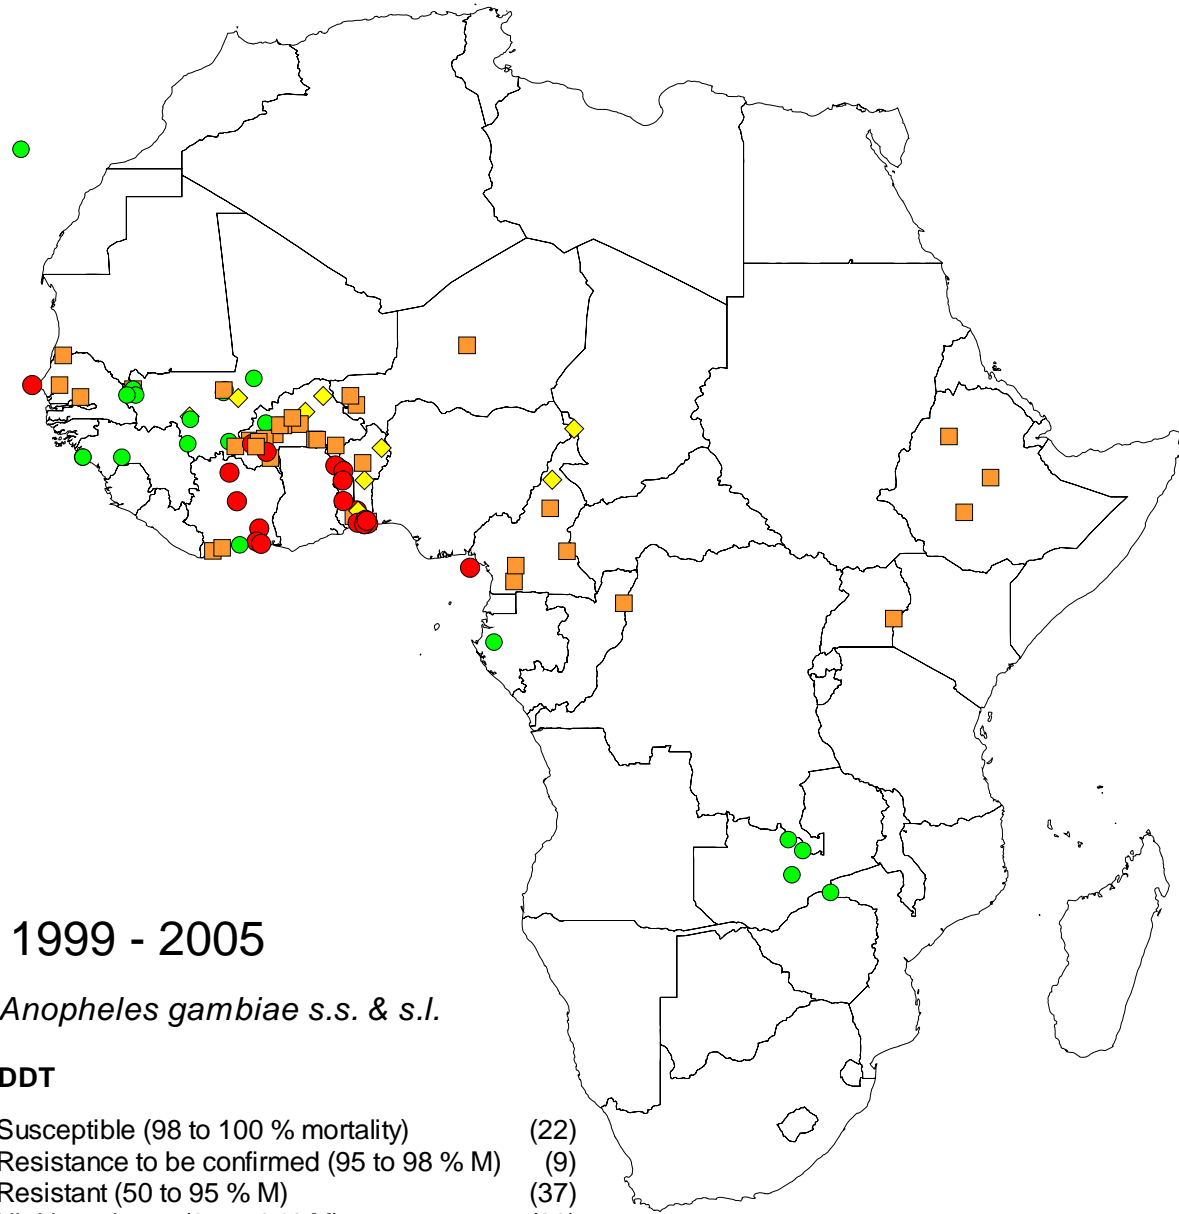 1999 - 2005
Anopheles gambiae s.s. & s.l.
DDT
Susceptible (98 to 100 % mortality) (22)
Resistance to be confirmed (95 to 98 % M) (9)
Resistant (50 to 95 % M) (37)